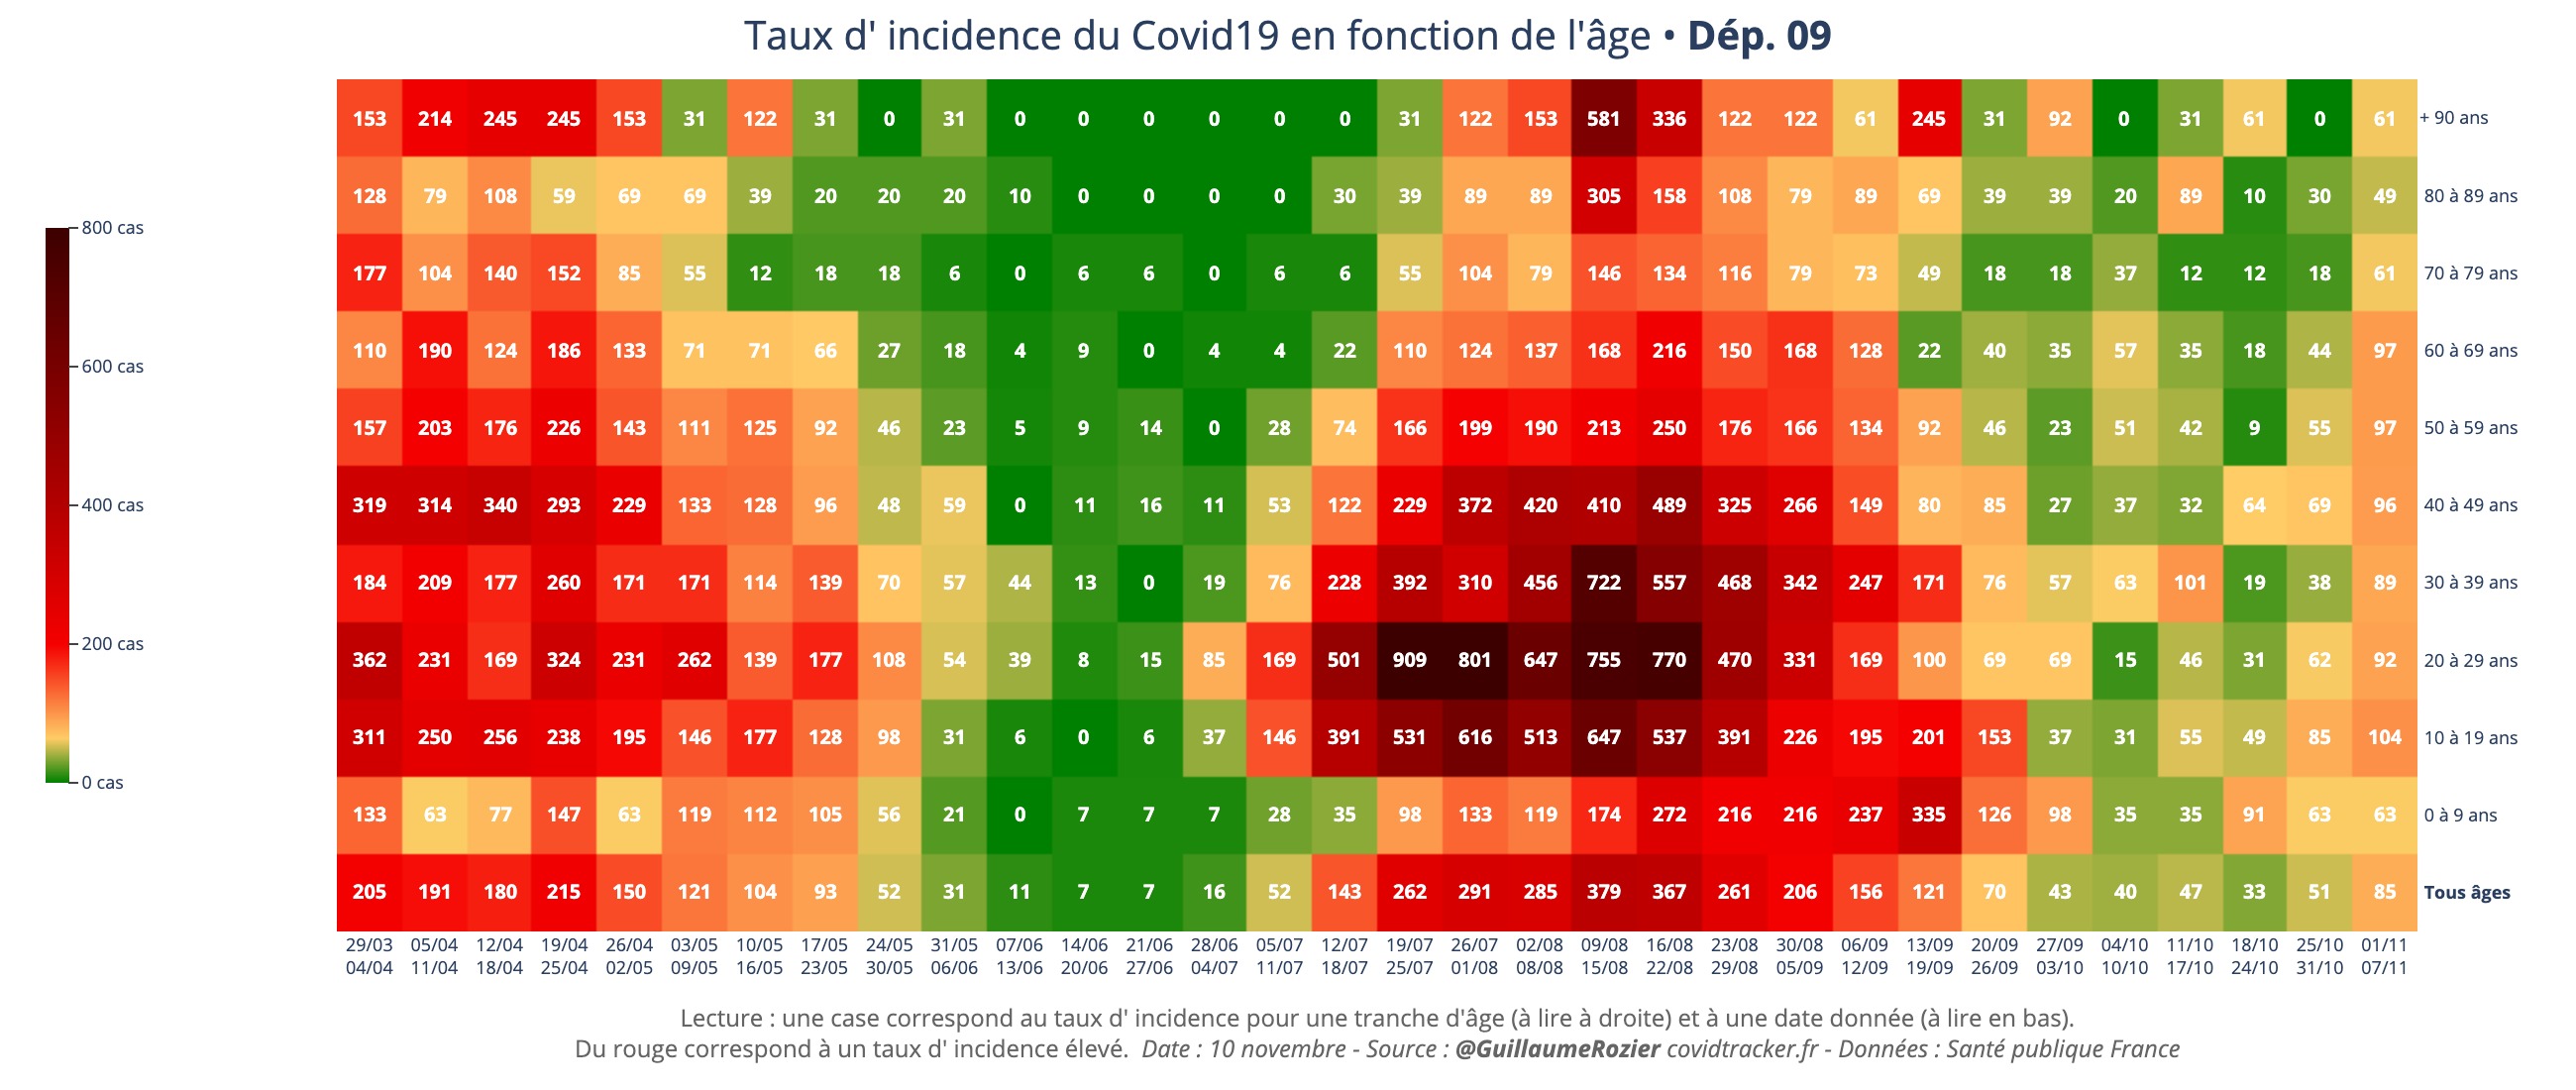 Taux d' incidence du Covid19 en fonction de l'âge • Dép. 09
153 214 245 245 153 31 122 31 0 31 0 0 0 0 0 0 31 122 153 581 336 122 122 61 245 31 92 0 31 61 0 61 + 90 ans
128 79 108 59 69 69 39 20 20 20 10 0 0 0 0 30 39 89 89 305 158 108 79 89 69 39 39 20 89 10 30 49 80 à 89 ans
800 cas
177 104 140 152 85 55 12 18 18 6 0 6 6 0 6 6 55 104 79 146 134 116 79 73 49 18 18 37 12 12 18 61 70 à 79 ans
110 190 124 186 133 71 71 66 27 18 4 9 0 4 4 22 110 124 137 168 216 150 168 128 22 40 35 57 35 18 44 97 60 à 69 ans
600 cas
157 203 176 226 143 111 125 92 46 23 5 9 14 0 28 74 166 199 190 213 250 176 166 134 92 46 23 51 42 9 55 97 50 à 59 ans
400 cas
319 314 340 293 229 133 128 96 48 59 0 11 16 11 53 122 229 372 420 410 489 325 266 149 80 85 27 37 32 64 69 96 40 à 49 ans
184 209 177 260 171 171 114 139 70 57 44 13 0 19 76 228 392 310 456 722 557 468 342 247 171 76 57 63 101 19 38 89 30 à 39 ans
200 cas
362 231 169 324 231 262 139 177 108 54 39 8 15 85 169 501 909 801 647 755 770 470 331 169 100 69 69 15 46 31 62 92 20 à 29 ans
311 250 256 238 195 146 177 128 98 31 6 0 6 37 146 391 531 616 513 647 537 391 226 195 201 153 37 31 55 49 85 104 10 à 19 ans
0 cas
133 63 77 147 63 119 112 105 56 21 0 7 7 7 28 35 98 133 119 174 272 216 216 237 335 126 98 35 35 91 63 63 0 à 9 ans
205 191 180 215 150 121 104 93 52 31 11 7 7 16 52 143 262 291 285 379 367 261 206 156 121 70 43 40 47 33 51 85 Tous âges
29/03 05/04 12/04 19/04 26/04 03/05 10/05 17/05 24/05 31/05 07/06 14/06 21/06 28/06 05/07 12/07 19/07 26/07 02/08 09/08 16/08 23/08 30/08 06/09 13/09 20/09 27/09 04/10 11/10 18/10 25/10 01/11
04/04 11/04 18/04 25/04 02/05 09/05 16/05 23/05 30/05 06/06 13/06 20/06 27/06 04/07 11/07 18/07 25/07 01/08 08/08 15/08 22/08 29/08 05/09 12/09 19/09 26/09 03/10 10/10 17/10 24/10 31/10 07/11
Lecture : une case correspond au taux d' incidence pour une tranche d'âge (à lire à droite) et à une date donnée (à lire en bas).
Du rouge correspond à un taux d' incidence élevé. Date : 10 novembre - Source : @GuillaumeRozier covidtracker.fr - Données : Santé publique France